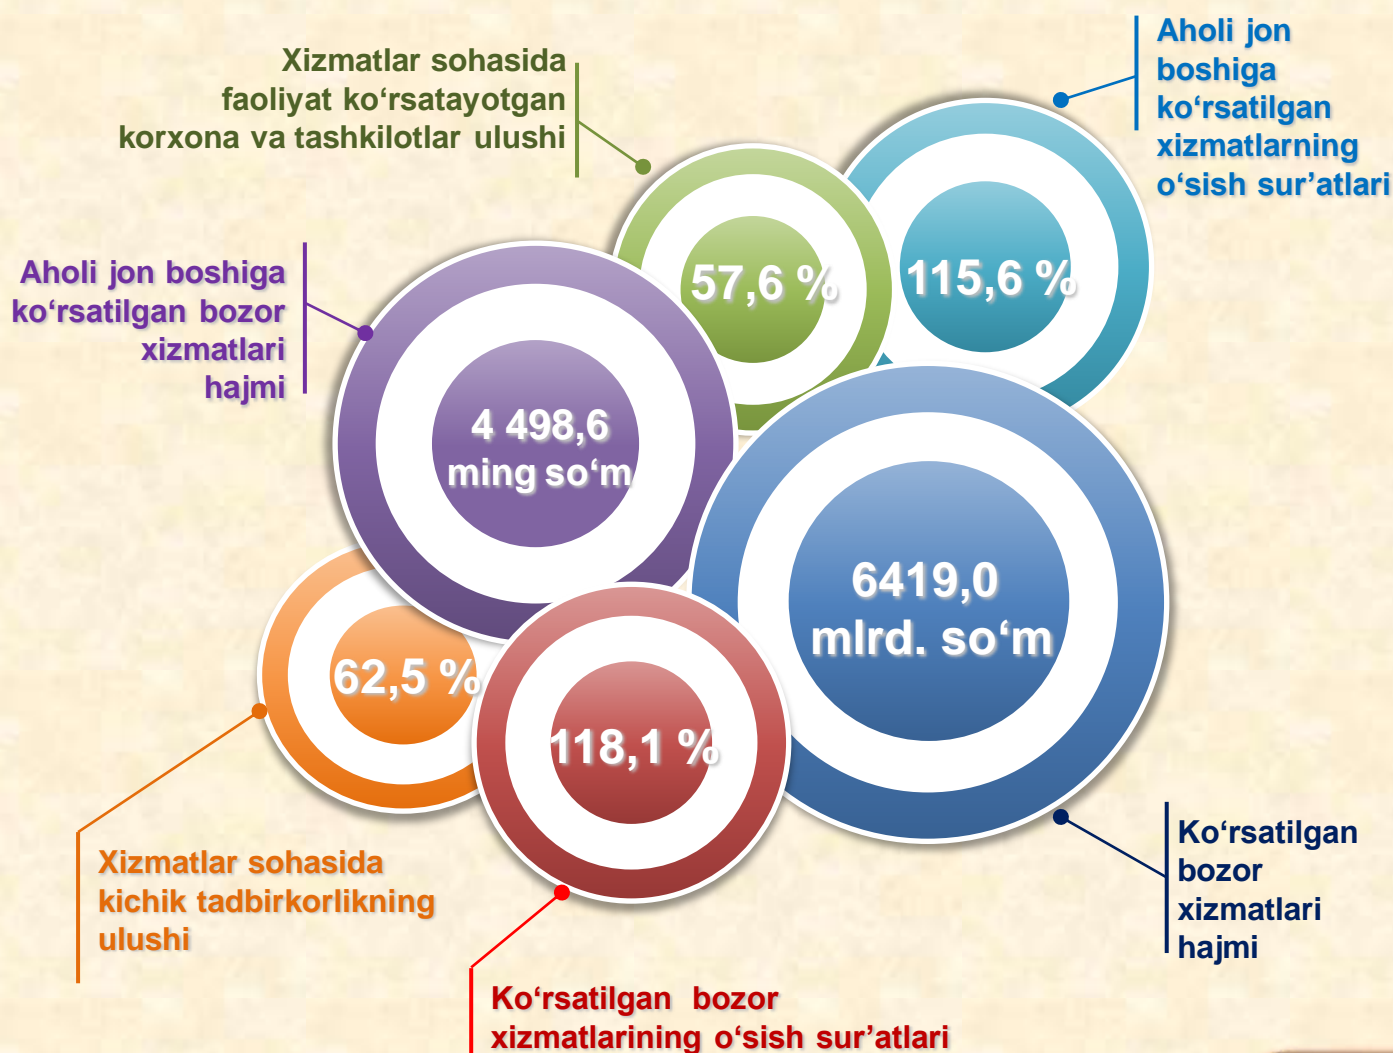 Xizmatlar sohasida
faoliyat ko‘rsatayotgan
korxona va tashkilotlar ulushi
Aholi jon
boshiga
ko‘rsatilgan
xizmatlarning
o‘sish sur’atlari
Aholi jon boshiga
ko‘rsatilgan bozor
xizmatlari
hajmi
57,6 %
115,6 %
4 498,6
ming so‘m
6419,0
mlrd. so‘m
62,5 %
118,1 %
Xizmatlar sohasida
kichik tadbirkorlikning
ulushi
Ko‘rsatilgan
bozor
xizmatlari
hajmi
Ko‘rsatilgan bozor
xizmatlarining o‘sish sur’atlari